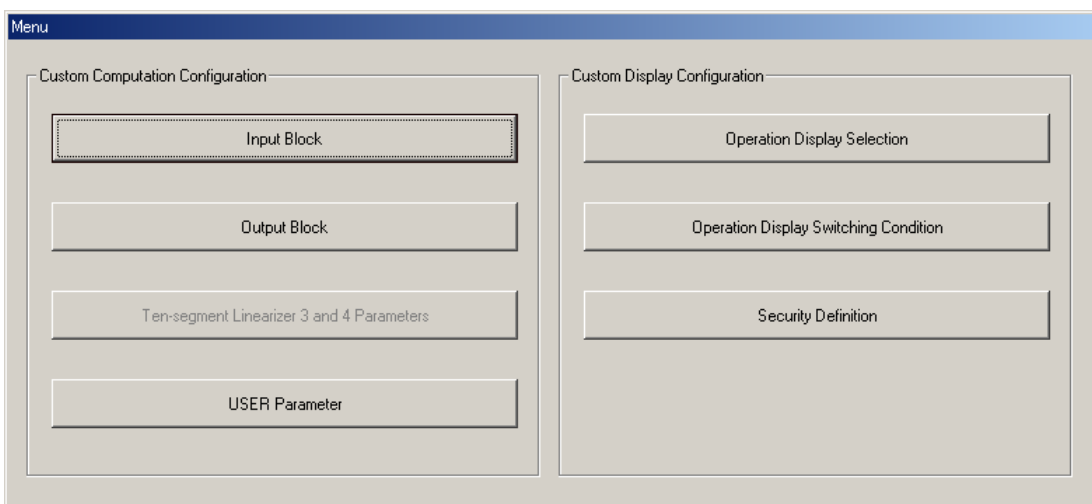 Menu
Custom Computation Configuration
Input Block
Output Block
Ten-segment Linearizer 3 and 4 Parameters
USER Parameter
Custom Display Configuration
Operation Display Selection
Operation Display Switching Condition
Security Definition